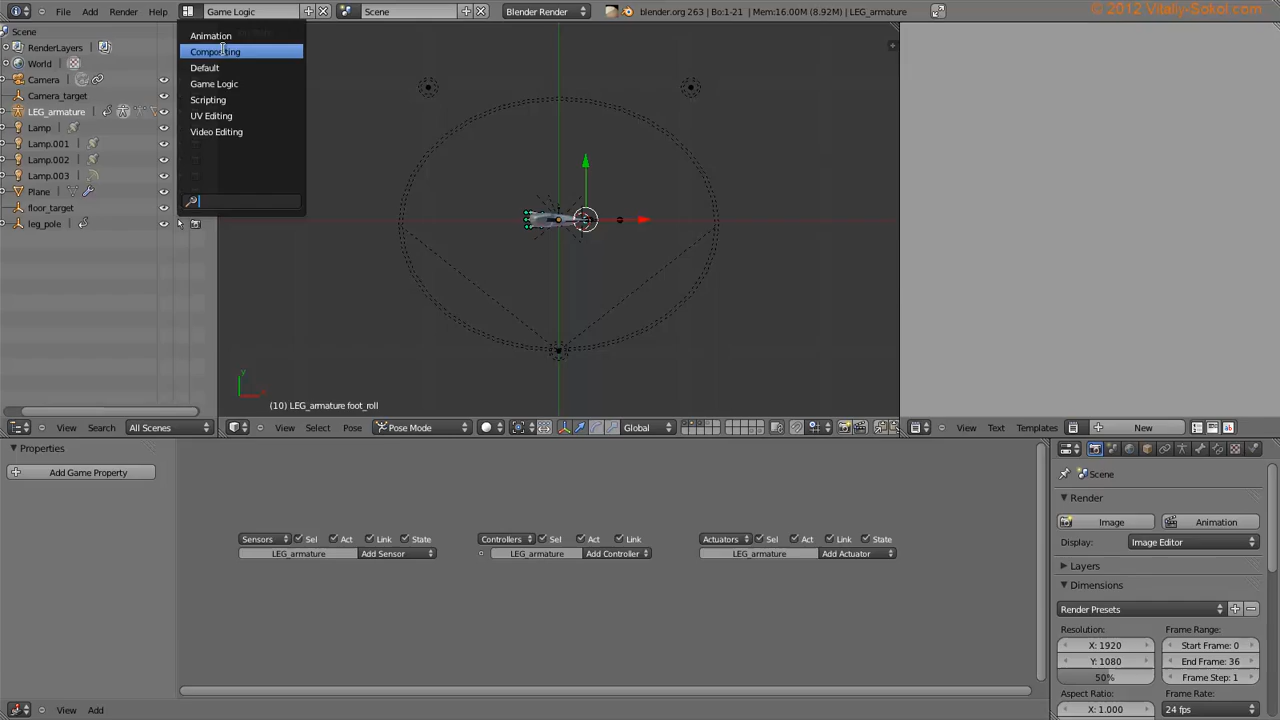 File Add Render Help Game Logic Scene Blender Render blender.org 263 | Bo:1-21 | Mem:16.00M (8.92M) | LEG_armature
© 2012 Vitaliy-Sokol.com
Scene
RenderLayers
World
Camera
Camera_target
LEG_armature
Lamp
Lamp.001
Lamp.002
Lamp.003
Plane
floor_target
leg_pole
Animation
Compositing
Default
Game Logic
Scripting
UV Editing
Video Editing
(10) LEG_armature foot_roll
View Search All Scenes
View Select Pose Pose Mode Global
View Text Templates New
Properties
Add Game Property
Sensors Sel Act Link State
LEG_armature Add Sensor
Controllers Sel Act Link
LEG_armature Add Controller
Actuators Sel Act Link State
LEG_armature Add Actuator
Scene
Render
Image Animation
Display: Image Editor
Layers
Dimensions
Render Presets
Resolution: Frame Range:
X: 1920 Start Frame: 0
Y: 1080 End Frame: 36
50% Frame Step: 1
Aspect Ratio: Frame Rate:
X: 1.000 24 fps
View Add